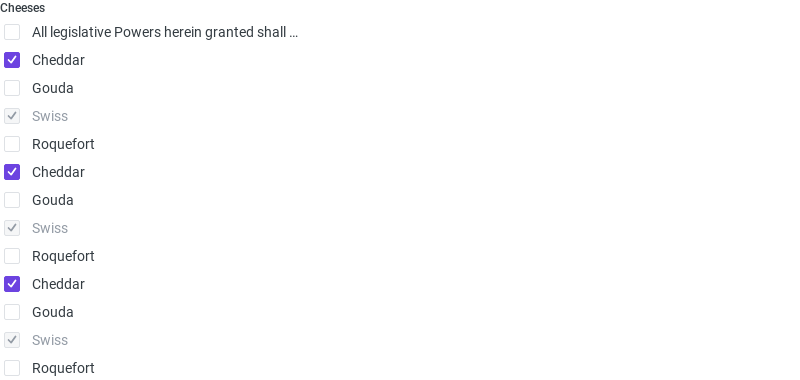 Cheeses
All legislative Powers herein granted shall …
Cheddar
Gouda
Swiss
Roquefort
Cheddar
Gouda
Swiss
Roquefort
Cheddar
Gouda
Swiss
Roquefort